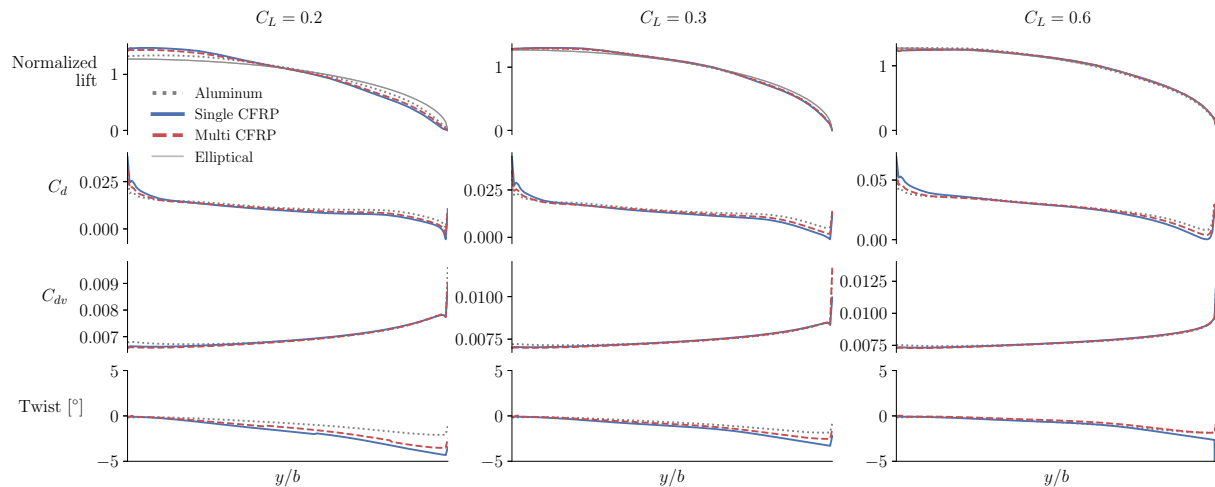 $C_L = 0.2$
$C_L = 0.3$
$C_L = 0.6$
Normalized
lift
1
0
1
0
1
0
Aluminum
Single CFRP
Multi CFRP
Elliptical
$C_d$
0.025
0.000
0.025
0.000
0.05
0.00
$C_{dv}$
0.009
0.008
0.007
0.0100
0.0075
0.0125
0.0100
0.0075
Twist [°]
5
0
−5
5
0
−5
5
0
−5
y/b
y/b
y/b